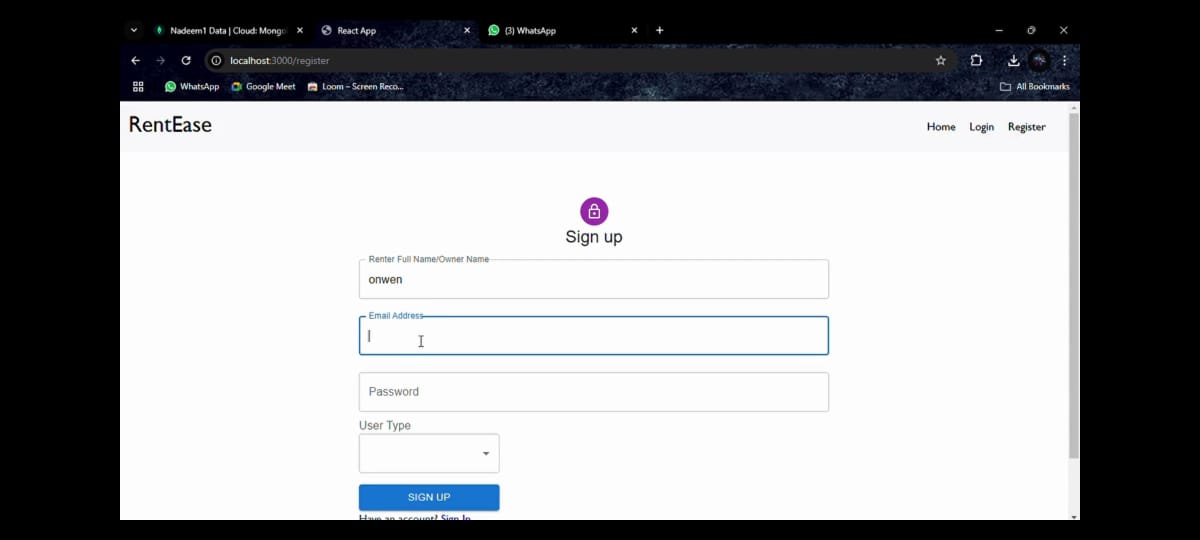 Nadeem1 Data | Cloud: Mongo
React App
(3) WhatsApp
localhost:3000/register
WhatsApp
Google Meet
Loom – Screen Reco...
All Bookmarks
RentEase
Home
Login
Register
Sign up
Renter Full Name/Owner Name
onwen
Email Address
Password
User Type
SIGN UP
Have an account? Sign In